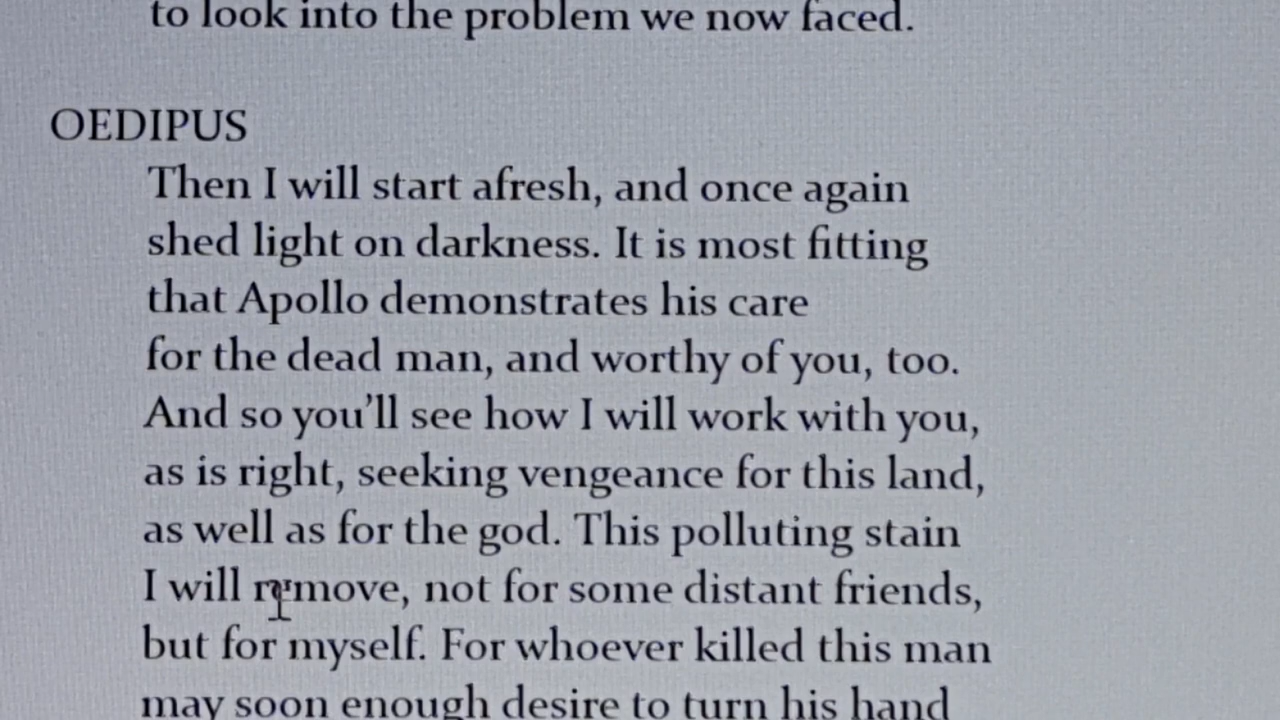 to look into the problem we now faced.
OEDIPUS
Then I will start afresh, and once again
shed light on darkness. It is most fitting
that Apollo demonstrates his care
for the dead man, and worthy of you, too.
And so you’ll see how I will work with you,
as is right, seeking vengeance for this land,
as well as for the god. This polluting stain
I will remove, not for some distant friends,
but for myself. For whoever killed this man
may soon enough desire to turn his hand